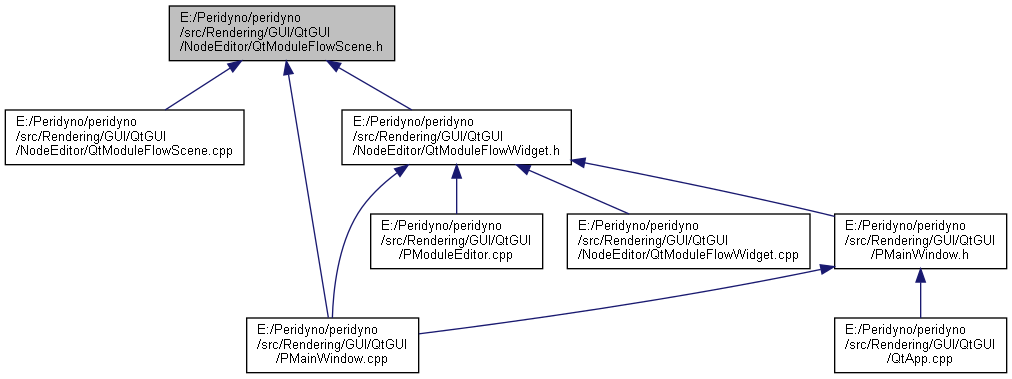 E:/Peridyno/peridyno
/src/Rendering/GUI/QtGUI
/NodeEditor/QtModuleFlowScene.h
E:/Peridyno/peridyno
/src/Rendering/GUI/QtGUI
/NodeEditor/QtModuleFlowScene.cpp
E:/Peridyno/peridyno
/src/Rendering/GUI/QtGUI
/NodeEditor/QtModuleFlowWidget.h
E:/Peridyno/peridyno
/src/Rendering/GUI/QtGUI
/PModuleEditor.cpp
E:/Peridyno/peridyno
/src/Rendering/GUI/QtGUI
/NodeEditor/QtModuleFlowWidget.cpp
E:/Peridyno/peridyno
/src/Rendering/GUI/QtGUI
/PMainWindow.h
E:/Peridyno/peridyno
/src/Rendering/GUI/QtGUI
/PMainWindow.cpp
E:/Peridyno/peridyno
/src/Rendering/GUI/QtGUI
/QtApp.cpp